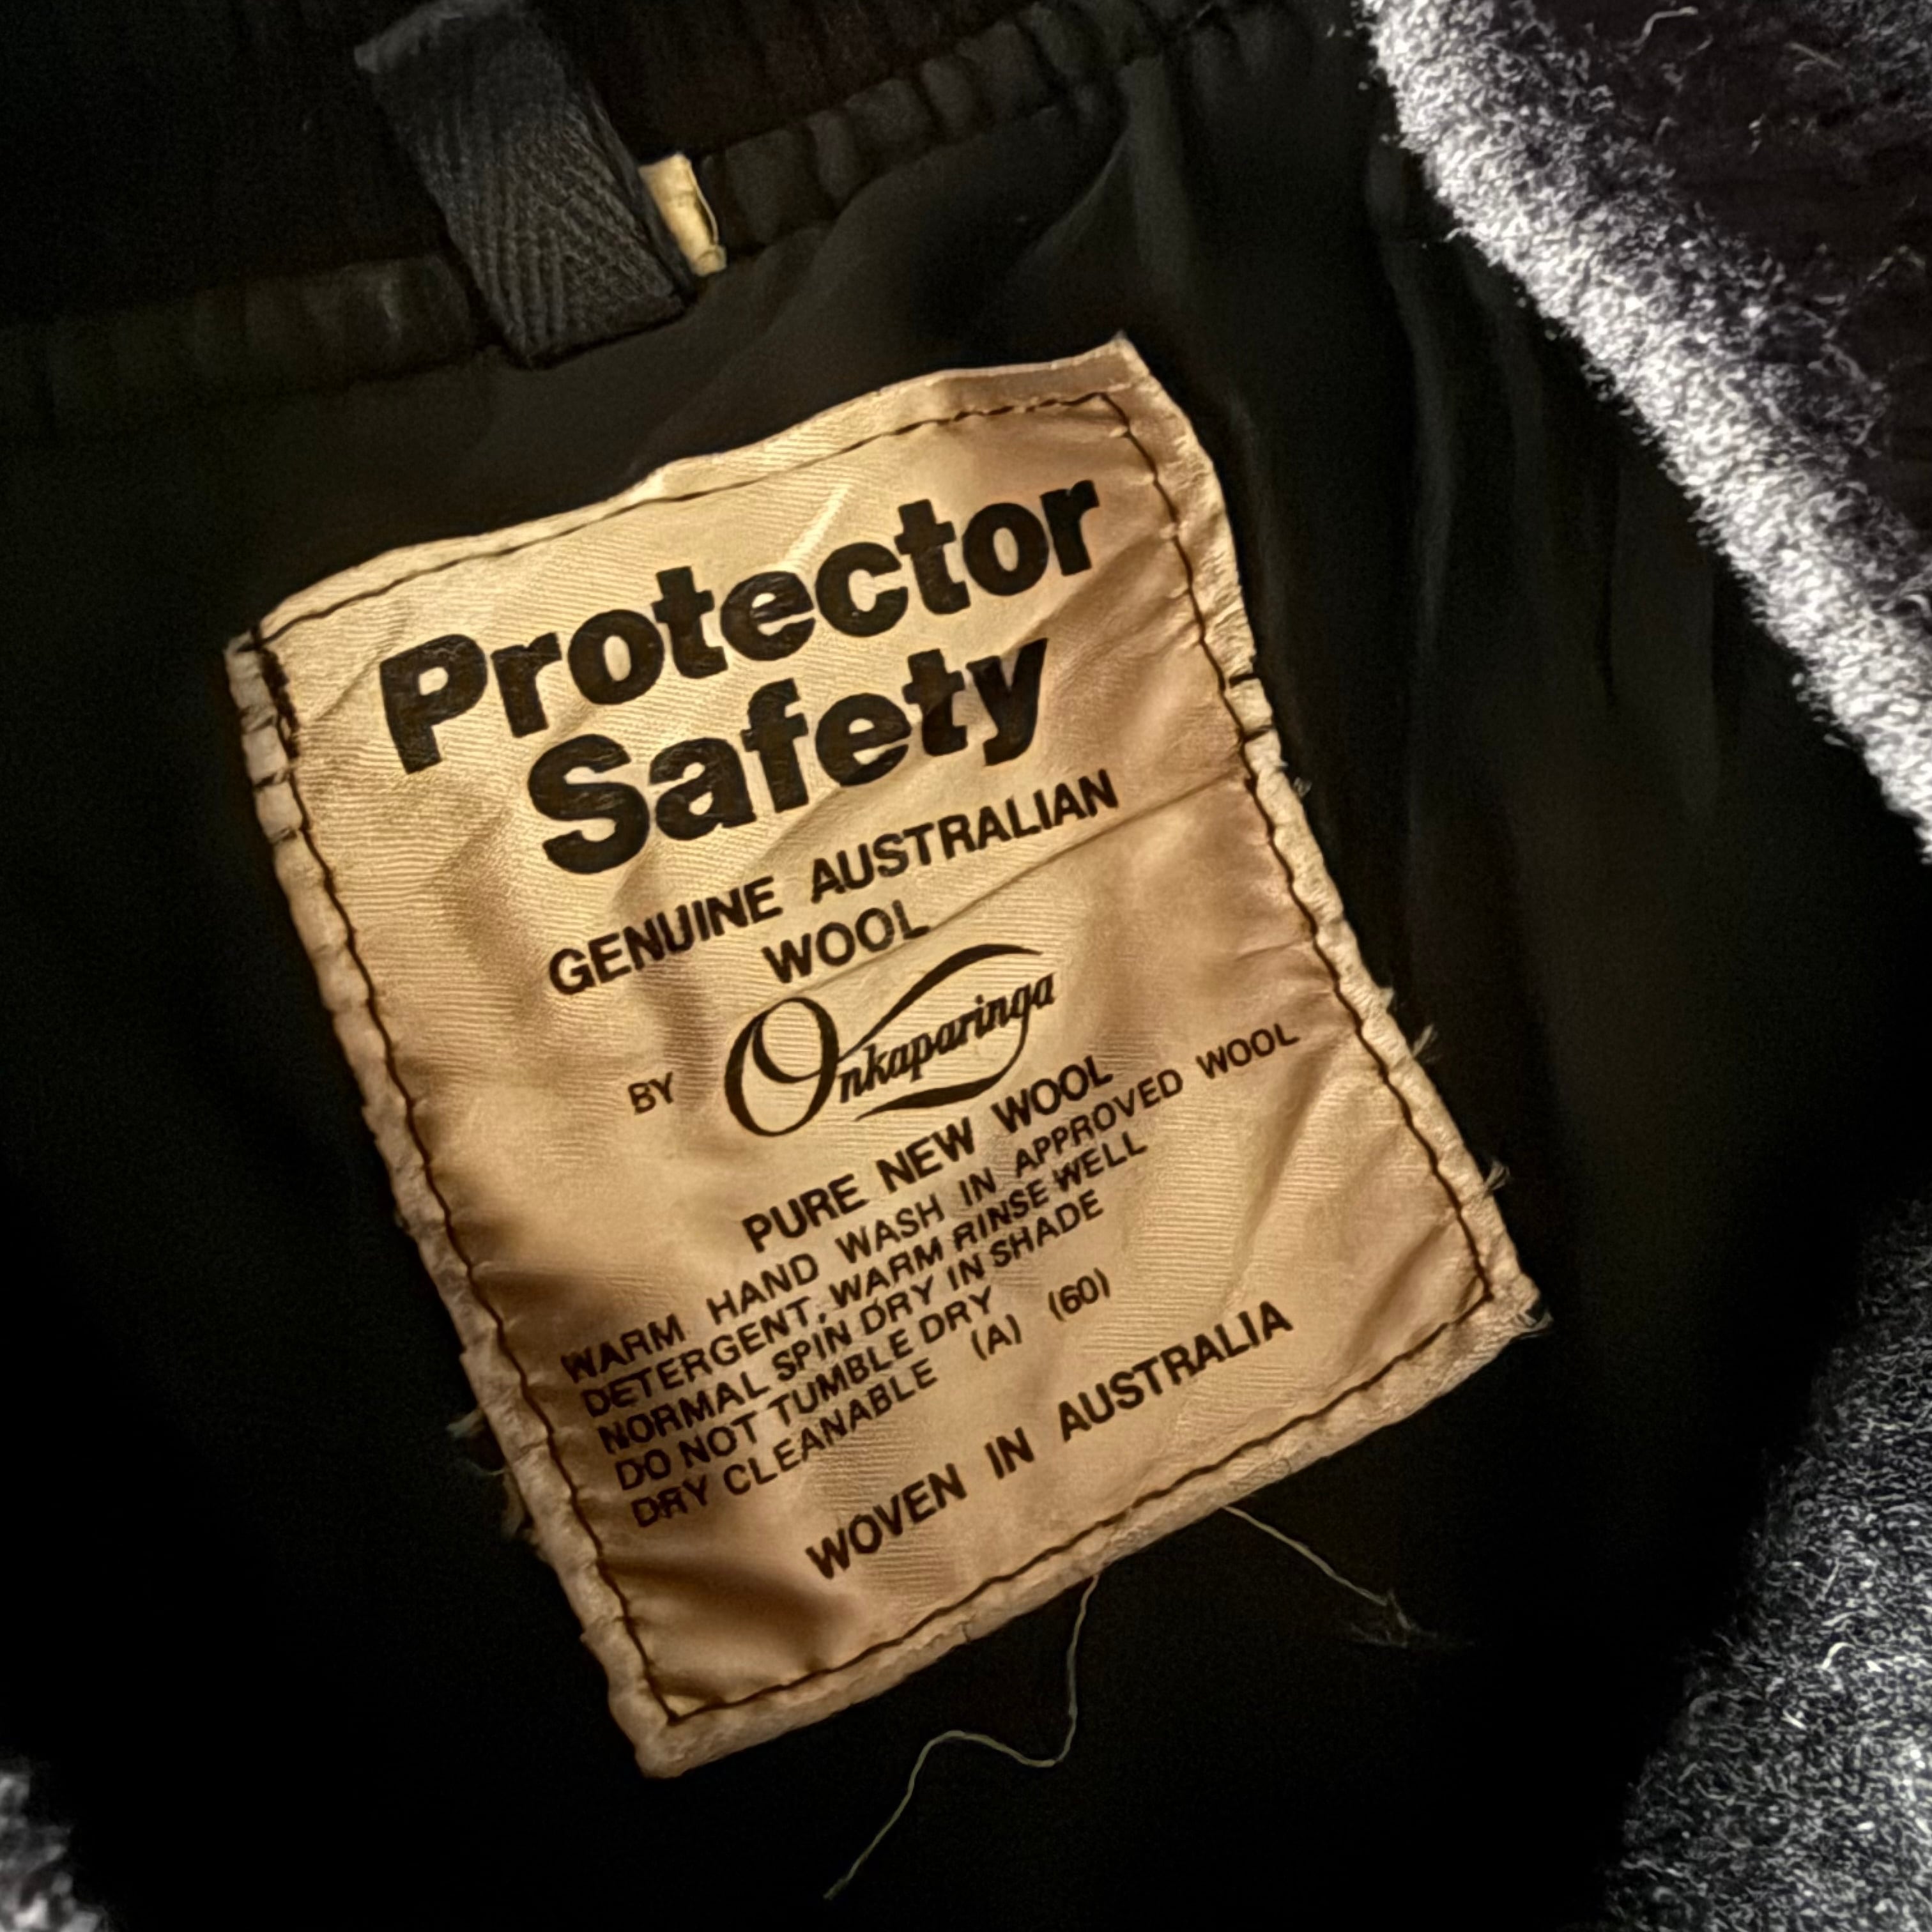 Protector
Safety
GENUINE AUSTRALIAN
WOOL
BY Onkaparinga
PURE NEW WOOL
WARM HAND WASH IN APPROVED WOOL
DETERGENT, WARM RINSE WELL
NORMAL SPIN DRY IN SHADE
DO NOT TUMBLE DRY
DRY CLEANABLE (A) (60)
WOVEN IN AUSTRALIA